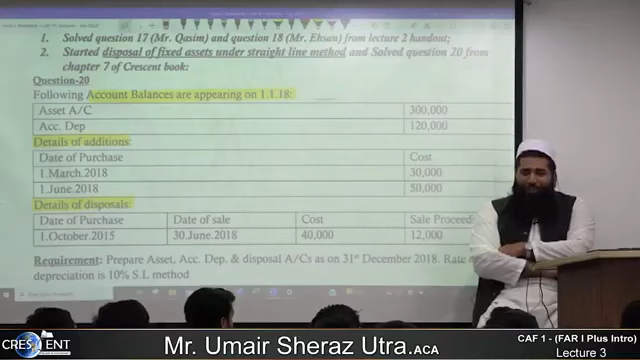 1. Solved question 17 (Mr. Qasim) and question 18 (Mr. Ehsan) from lecture 2 handout;
2. Started disposal of fixed assets under straight line method and Solved question 20 from
chapter 7 of Crescent book:
Question-20
Following Account Balances are appearing on 1.1.18:
Asset A/C 300,000
Acc. Dep 120,000
Details of additions:
Date of Purchase Cost
1.March.2018 30,000
1.June.2018 50,000
Details of disposals:
Date of Purchase Date of sale Cost Sale Proceed
1.October.2015 30.June.2018 40,000 12,000
Requirement: Prepare Asset, Acc. Dep. & disposal A/Cs as on 31st December 2018. Rate
depreciation is 10% S.L method
CRESCENT
Mr. Umair Sheraz Utra.ACA
CAF 1 - (FAR I Plus Intro)
Lecture 3